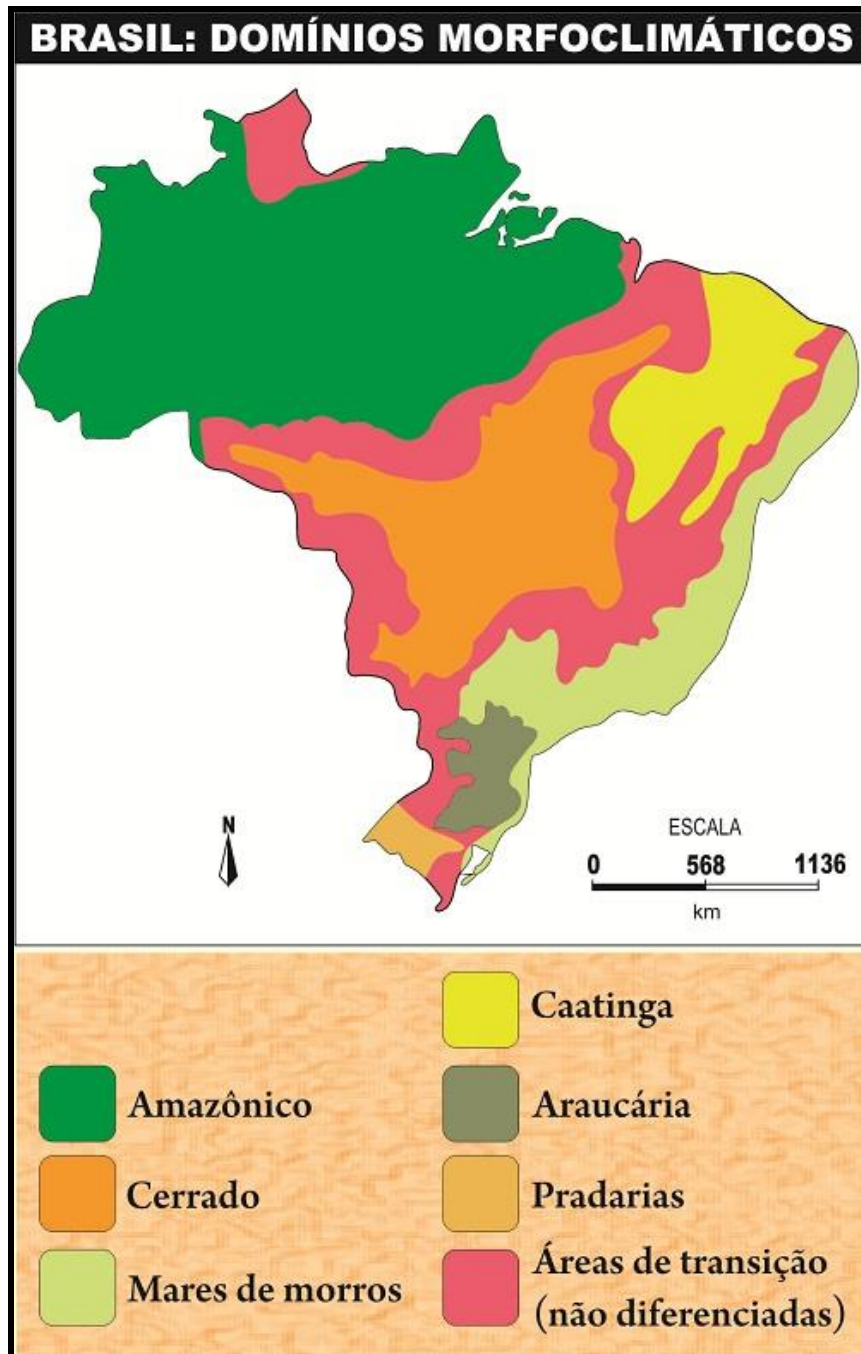 BRASIL: DOMÍNIOS MORFOCLIMÁTICOS
N
ESCALA
0 568 1136
km
Caatinga
Amazônico
Araucária
Cerrado
Pradarias
Mares de morros
Áreas de transição
(não diferenciadas)